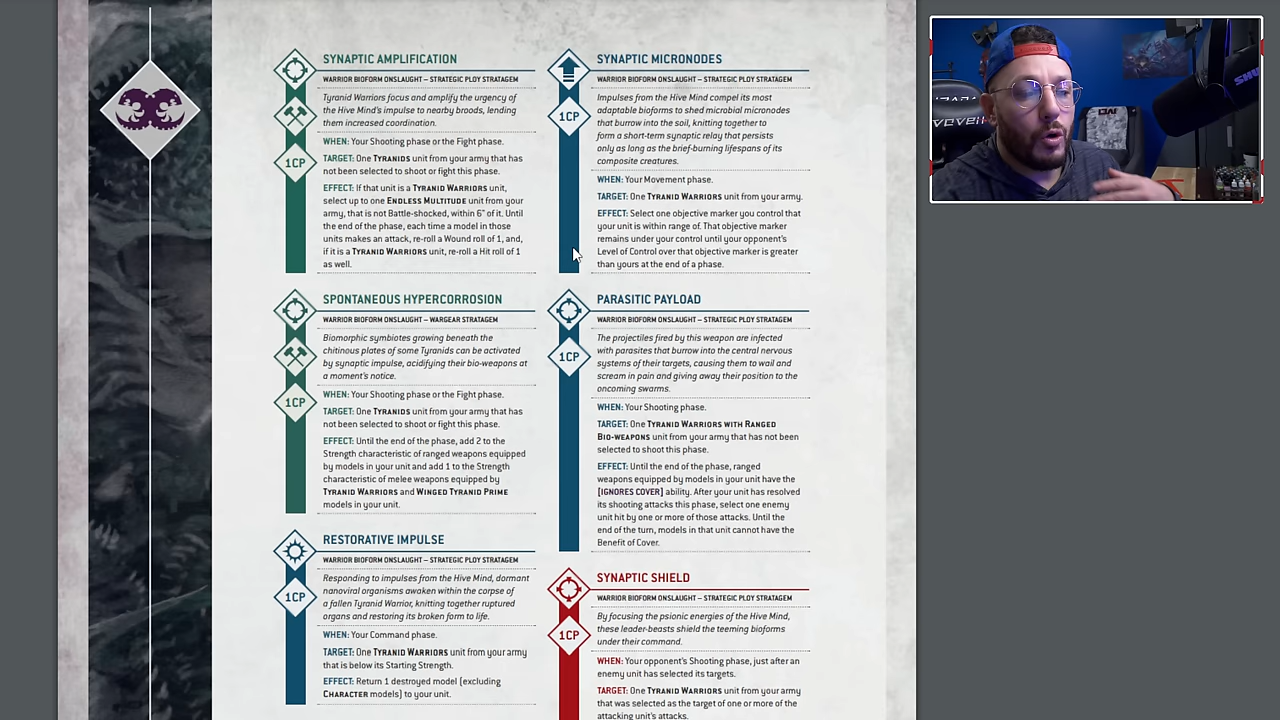 SYNAPTIC AMPLIFICATION
WARRIOR BIOFORM ONSLAUGHT – STRATEGIC PLOY STRATAGEM
Tyranid Warriors focus and amplify the urgency of
the Hive Mind's impulse to nearby broods, lending
them increased coordination.
WHEN: Your Shooting phase or the Fight phase.
TARGET: One TYRANIDS unit from your army that has
not been selected to shoot or fight this phase.
1CP
EFFECT: If that unit is a TYRANID WARRIORS unit,
select up to one ENDLESS MULTITUDE unit from your
army, that is not Battle-shocked, within 6" of it. Until
the end of the phase, each time a model in those
units makes an attack, re-roll a Wound roll of 1, and,
if it is a TYRANID WARRIORS unit, re-roll a Hit roll of 1
as well.
SPONTANEOUS HYPERCORROSION
WARRIOR BIOFORM ONSLAUGHT – WARGEAR STRATAGEM
Biomorphic symbiotes growing beneath the
chitinous plates of some Tyranids can be activated
by synaptic impulse, acidifying their bio-weapons at
a moment's notice.
WHEN: Your Shooting phase or the Fight phase.
1CP
TARGET: One TYRANIDS unit from your army that has
not been selected to shoot or fight this phase.
EFFECT: Until the end of the phase, add 2 to the
Strength characteristic of ranged weapons equipped
by models in your unit and add 1 to the Strength
characteristic of melee weapons equipped by
TYRANID WARRIORS and WINGED TYRANID PRIME
models in your unit.
RESTORATIVE IMPULSE
WARRIOR BIOFORM ONSLAUGHT – STRATEGIC PLOY STRATAGEM
Responding to impulses from the Hive Mind, dormant
nanoviral organisms awaken within the corpse of
1CP
a fallen Tyranid Warrior, knitting together ruptured
organs and restoring its broken form to life.
WHEN: Your Command phase.
TARGET: One TYRANID WARRIORS unit from your army
that is below its Starting Strength.
EFFECT: Return 1 destroyed model (excluding
CHARACTER models) to your unit.
SYNAPTIC MICRONODES
WARRIOR BIOFORM ONSLAUGHT – STRATEGIC PLOY STRATAGEM
Impulses from the Hive Mind compel its most
adaptable bioforms to shed microbial micronodes
1CP
that burrow into the soil, knitting together to
form a short-term synaptic relay that persists
only as long as the brief-burning lifespans of its
composite creatures.
WHEN: Your Movement phase.
TARGET: One TYRANID WARRIORS unit from your army.
EFFECT: Select one objective marker you control that
your unit is within range of. That objective marker
remains under your control until your opponent's
Level of Control over that objective marker is greater
than yours at the end of a phase.
PARASITIC PAYLOAD
WARRIOR BIOFORM ONSLAUGHT – STRATEGIC PLOY STRATAGEM
The projectiles fired by this weapon are infected
with parasites that burrow into the central nervous
1CP
systems of their targets, causing them to wail and
scream in pain and giving away their position to the
oncoming swarms.
WHEN: Your Shooting phase.
TARGET: One TYRANID WARRIORS WITH RANGED
BIO-WEAPONS unit from your army that has not been
selected to shoot this phase.
EFFECT: Until the end of the phase, ranged
weapons equipped by models in your unit have the
[IGNORES COVER] ability. After your unit has resolved
its shooting attacks this phase, select one enemy
unit hit by one or more of those attacks. Until the
end of the turn, models in that unit cannot have the
Benefit of Cover.
SYNAPTIC SHIELD
WARRIOR BIOFORM ONSLAUGHT – STRATEGIC PLOY STRATAGEM
By focusing the psionic energies of the Hive Mind,
these leader-beasts shield the teeming bioforms
1CP
under their command.
WHEN: Your opponent's Shooting phase, just after an
enemy unit has selected its targets.
TARGET: One TYRANID WARRIORS unit from your army
that was selected as the target of one or more of the
attacking unit's attacks.
SHU